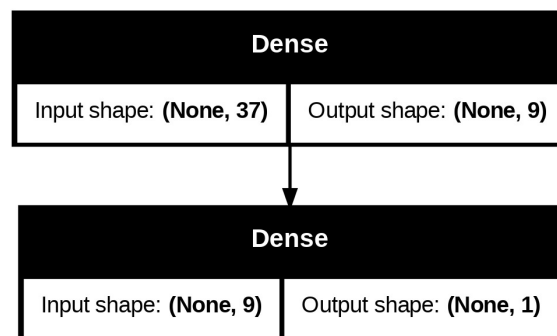 Dense
Input shape: (None, 37) Output shape: (None, 9)
Dense
Input shape: (None, 9) Output shape: (None, 1)